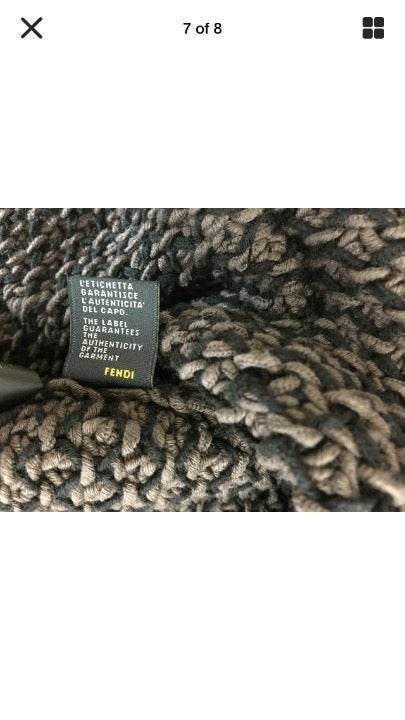 7 of 8
L'ETICHETTA
GARANTISCE
L'AUTENTICITA'
DEL CAPO.
THE LABEL
GUARANTEES
THE
AUTHENTICITY
OF THE
GARMENT
FENDI